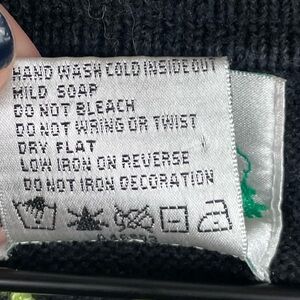 HAND WASH COLD INSIDE OUT
MILD SOAP
DO NOT BLEACH
DO NOT WRING OR TWIST
DRY FLAT
LOW IRON ON REVERSE
DO NOT IRON DECORATION